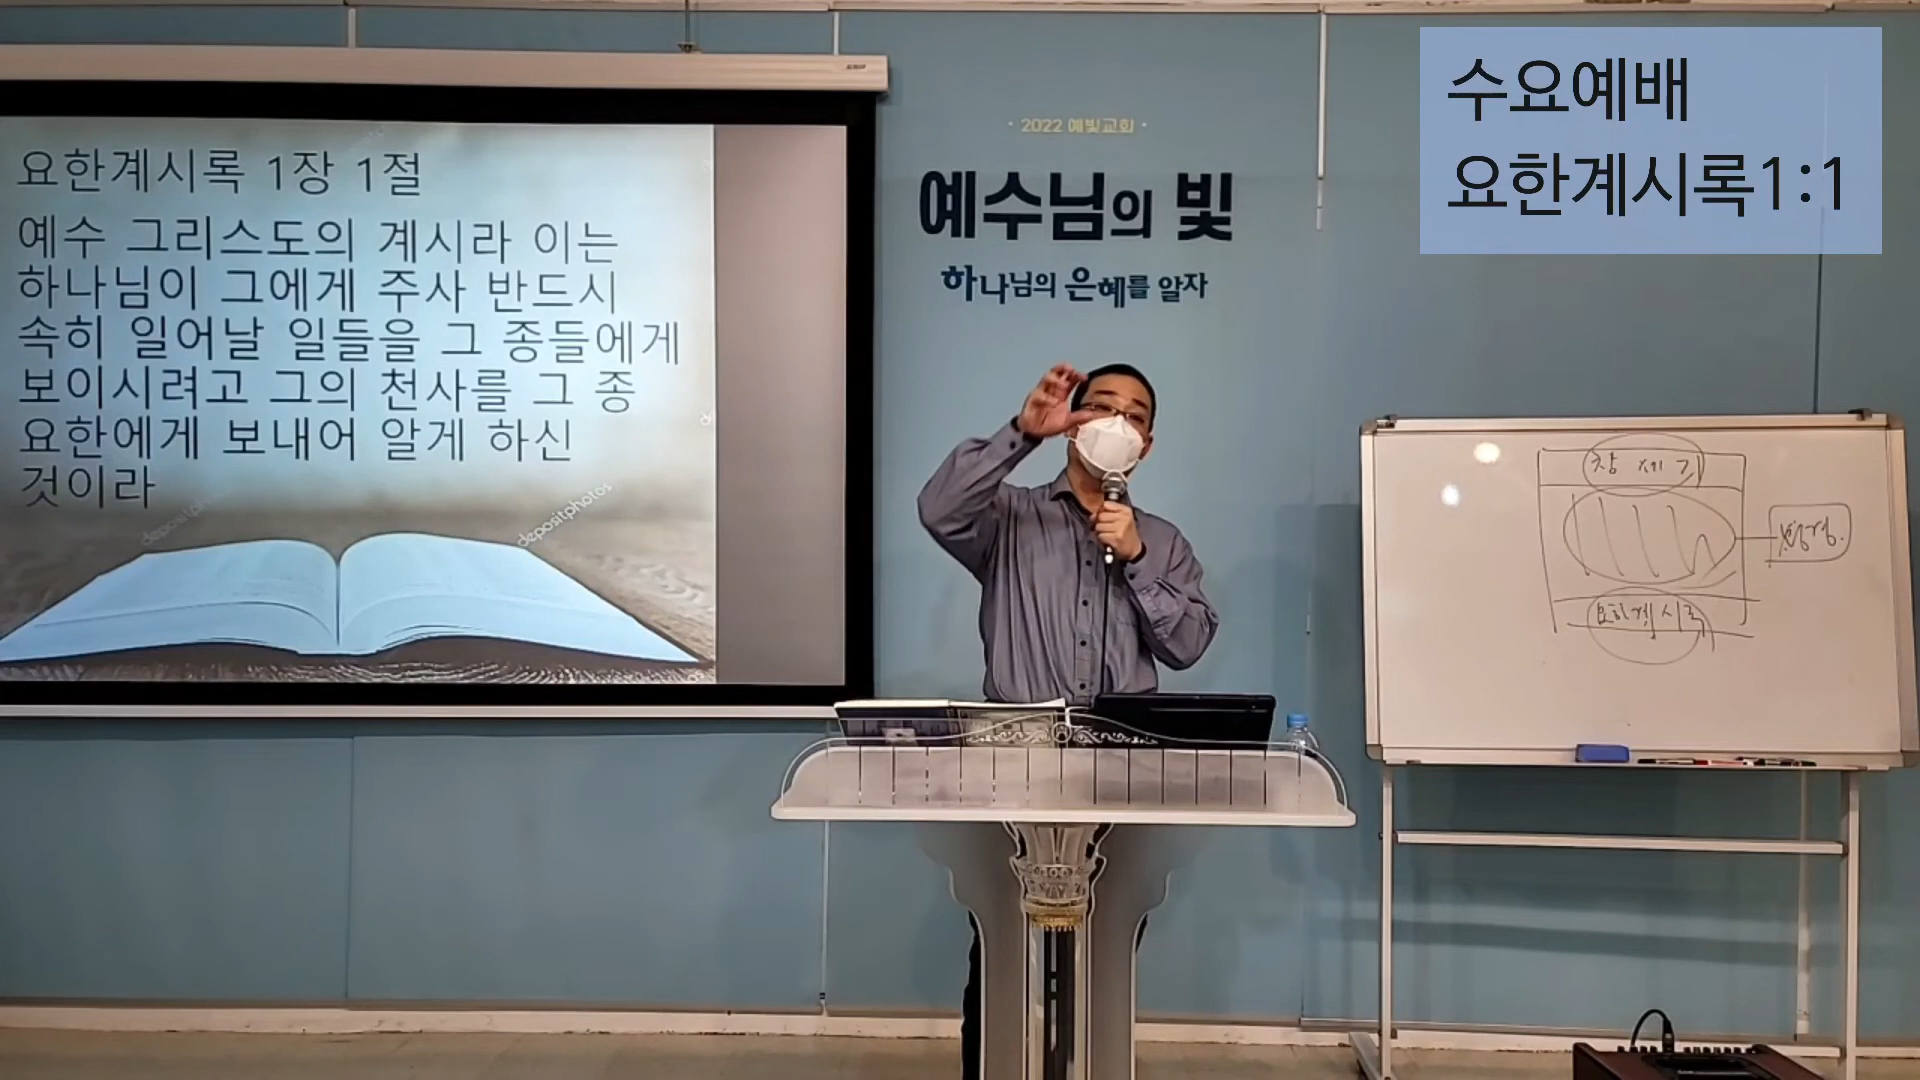 요한계시록 1장 1절
예수 그리스도의 계시라 이는
하나님이 그에게 주사 반드시
속히 일어날 일들을 그 종들에게
보이시려고 그의 천사를 그 종
요한에게 보내어 알게 하신
것이라
depositphotos
depositphotos
· 2022 예빛교회 ·
예수님의 빛
하나님의 은혜를 알자
수요예배
요한계시록1:1
창세기
요한계시록